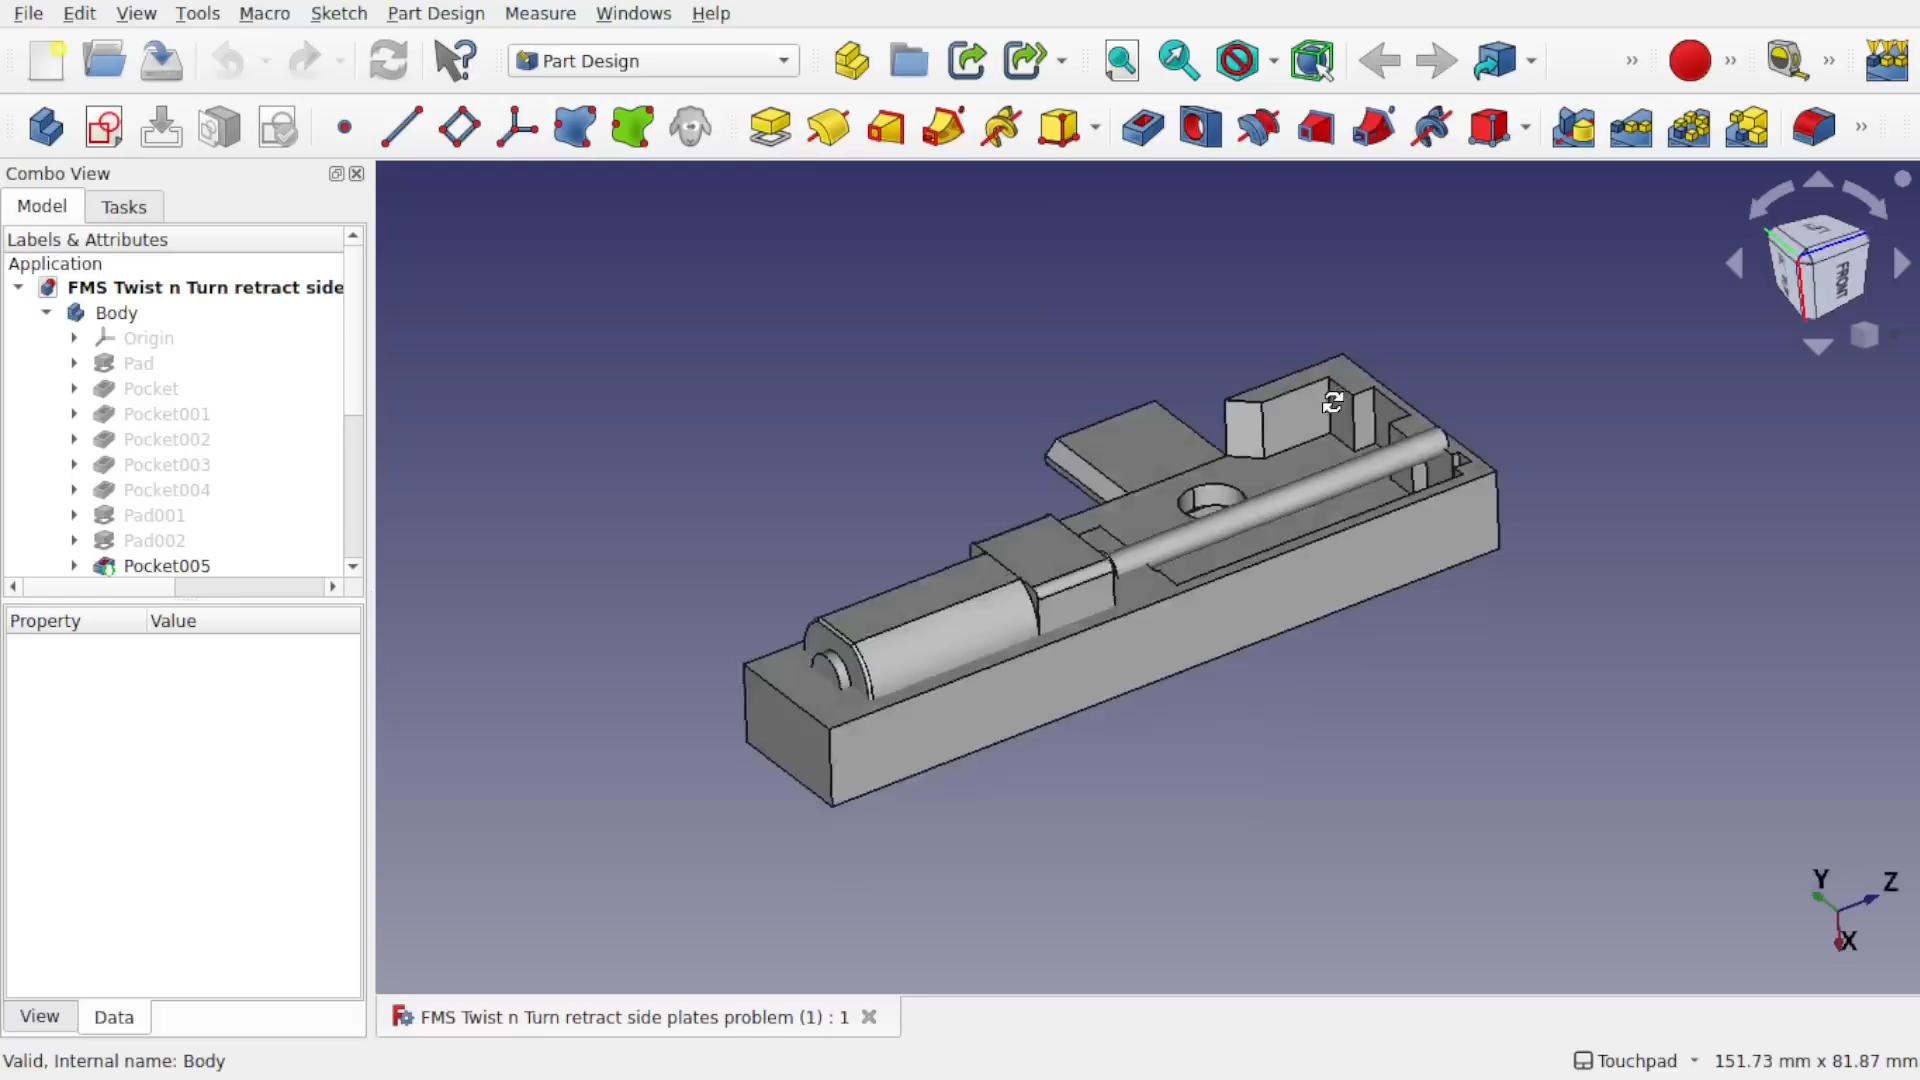 File Edit View Tools Macro Sketch Part Design Measure Windows Help
Part Design
Combo View
Model Tasks
Labels & Attributes
Application
FMS Twist n Turn retract side
Body
Origin
Pad
Pocket
Pocket001
Pocket002
Pocket003
Pocket004
Pad001
Pad002
Pocket005
Property Value
FRONT
Y Z
X
View Data
FMS Twist n Turn retract side plates problem (1) : 1
Valid, Internal name: Body
Touchpad 151.73 mm x 81.87 mm